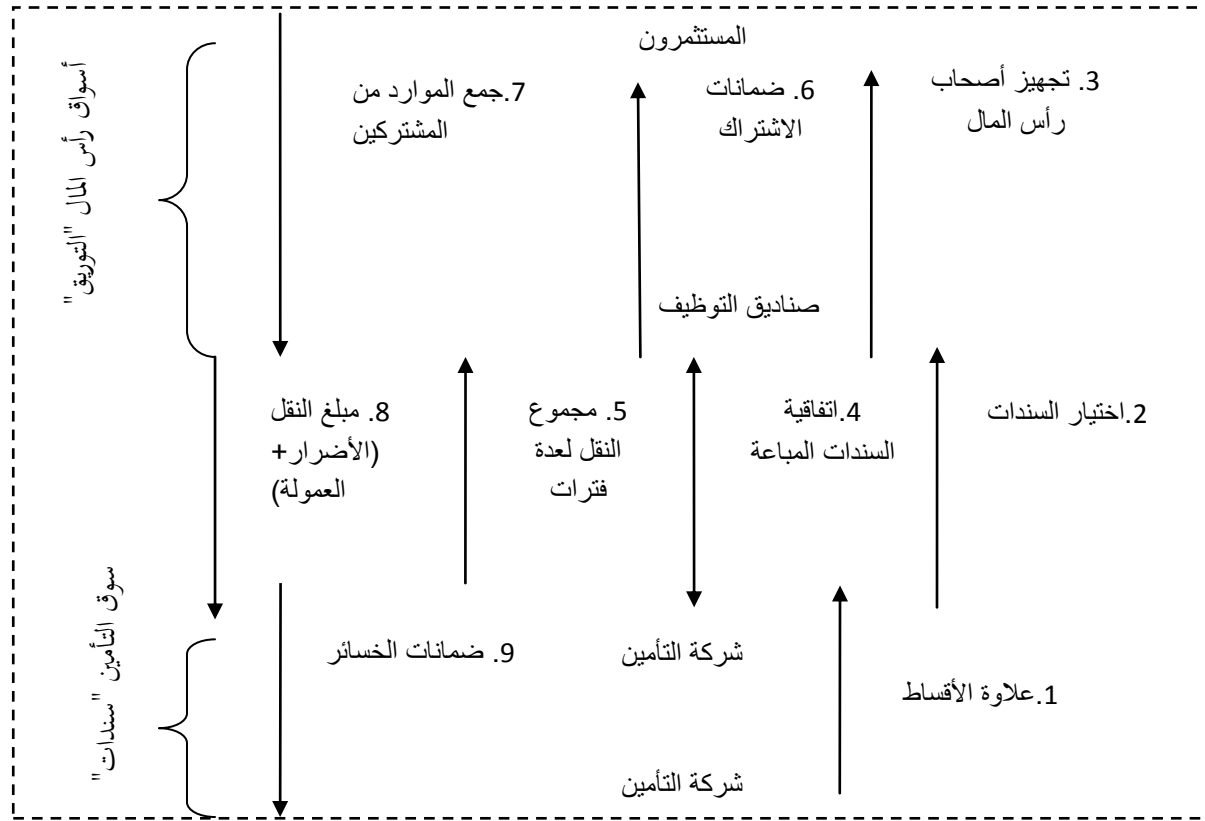 المستثمرون
3. تجهيز أصحاب
رأس المال
6. ضمانات
الاشتراك
7.جمع الموارد من
المشتركين
أسواق رأس المال "التوريق"
صناديق التوظيف
2.اختيار السندات
4.اتفاقية
السندات المباعة
5. مجموع
النقل لعدة
فترات
8. مبلغ النقل
(الأضرار+
العمولة)
سوق التأمين "سندات"
شركة التأمين
9. ضمانات الخسائر
1.علاوة الأقساط
شركة التأمين